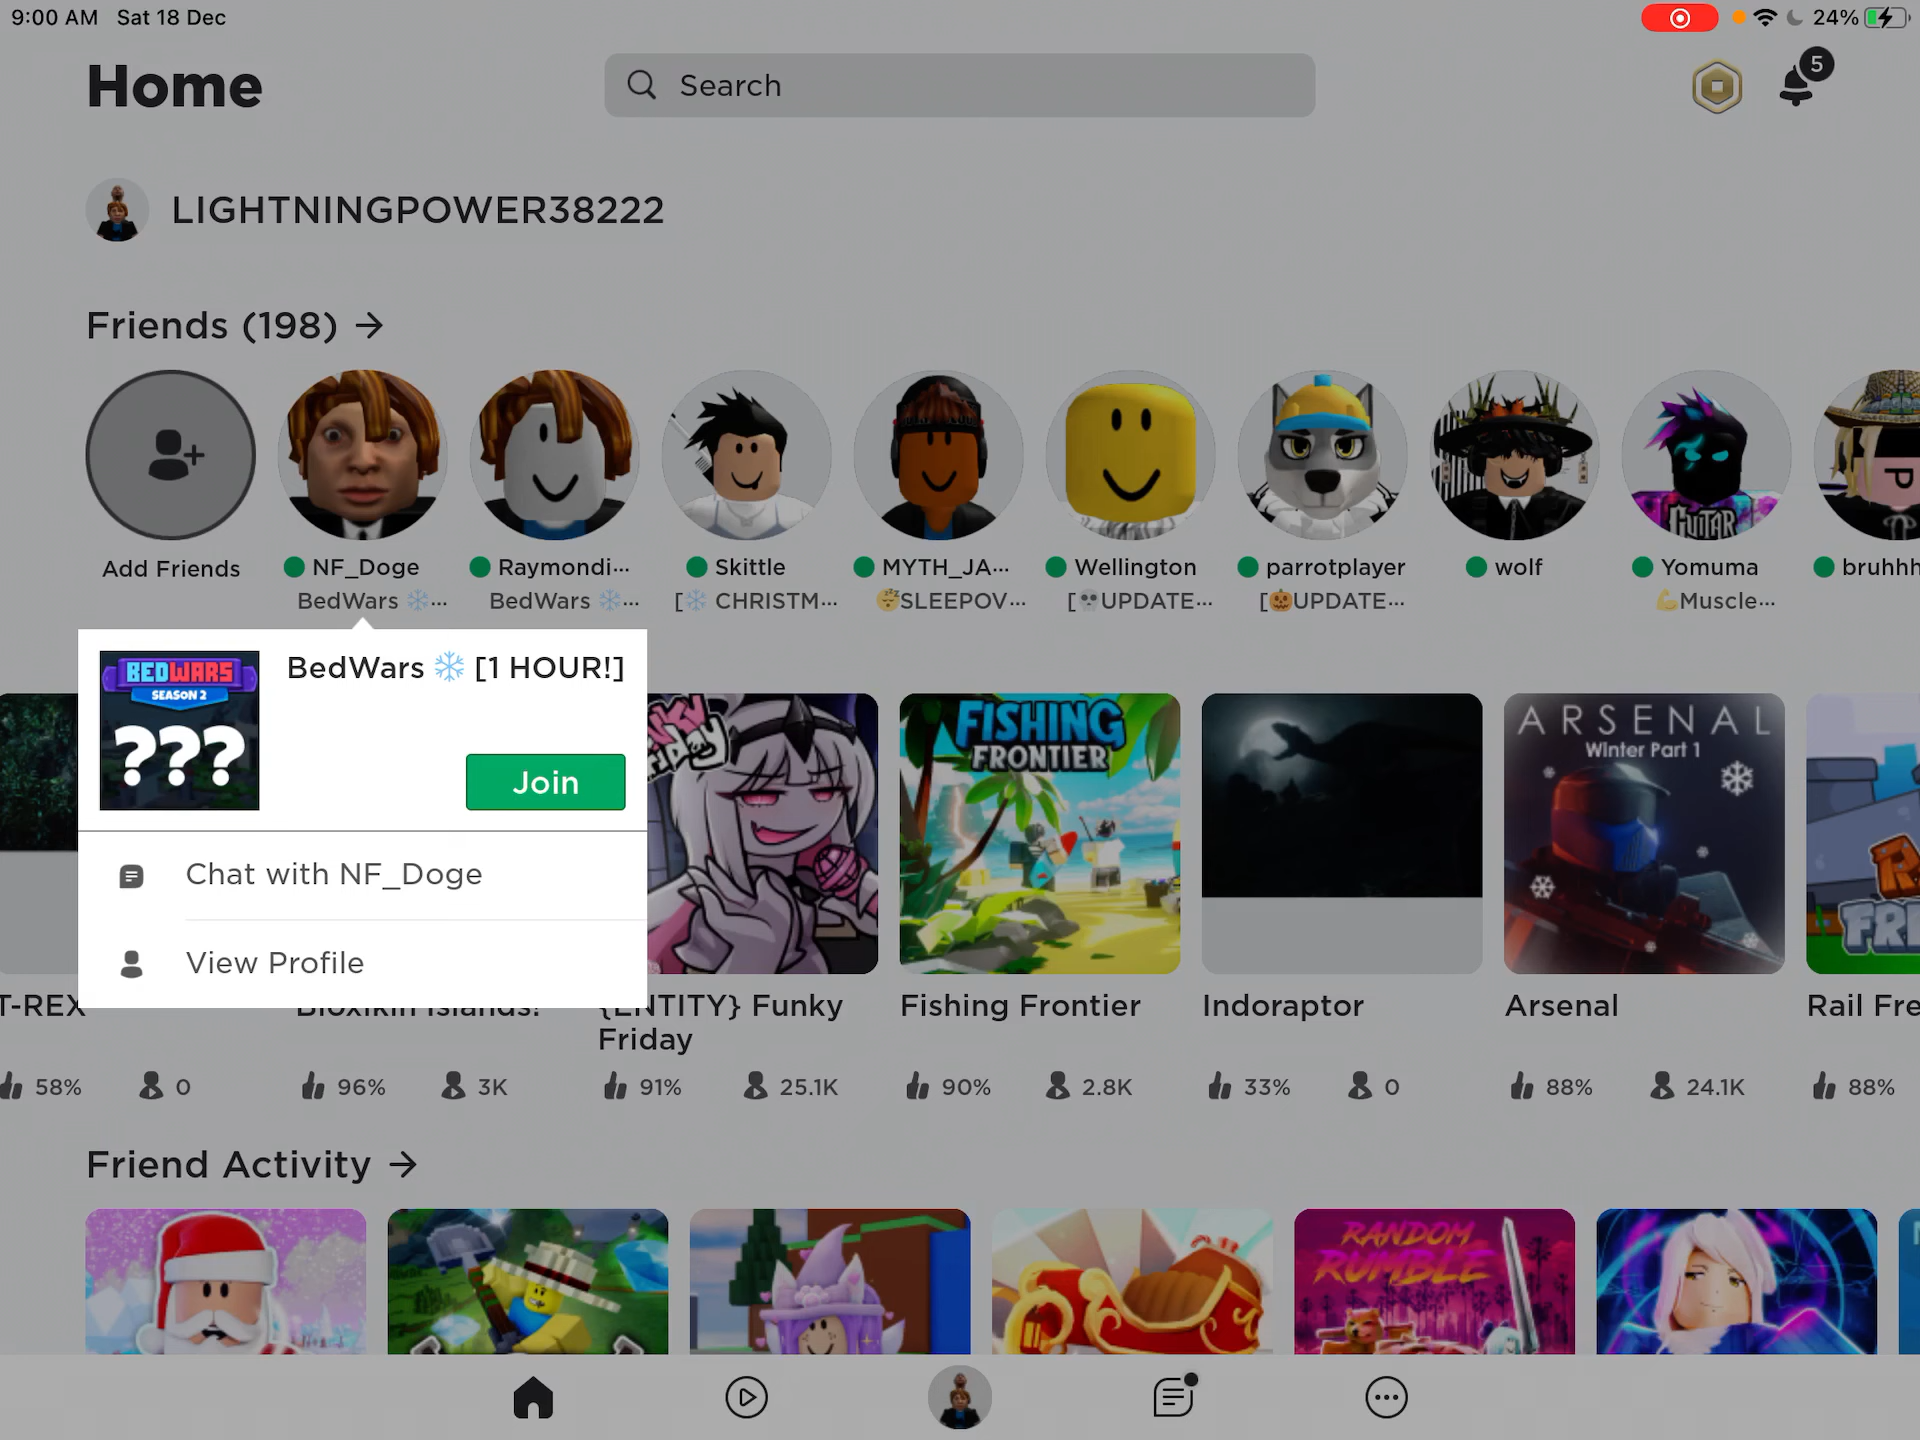 9:00 AM Sat 18 Dec
24%
Home
Search
5
LIGHTNINGPOWER38222
Friends (198) →
Add Friends
NF_Doge
BedWars ❄️...
Raymondi...
BedWars ❄️...
Skittle
[❄️ CHRISTM...
MYTH_JA...
😴SLEEPOV...
Wellington
[💀UPDATE...
parrotplayer
[🎃UPDATE...
wolf
Yomuma
💪Muscle...
bruhhh
GUITAR
BEDWARS
SEASON 2
???
BedWars ❄️ [1 HOUR!]
Join
Chat with NF_Doge
View Profile
FISHING
FRONTIER
ARSENAL
Winter Part 1
T-REX
Bloxikin Islands!
{ENTITY} Funky
Friday
Fishing Frontier
Indoraptor
Arsenal
Rail Fre
58% 0
96% 3K
91% 25.1K
90% 2.8K
33% 0
88% 24.1K
88%
Friend Activity →
RANDOM
RUMBLE